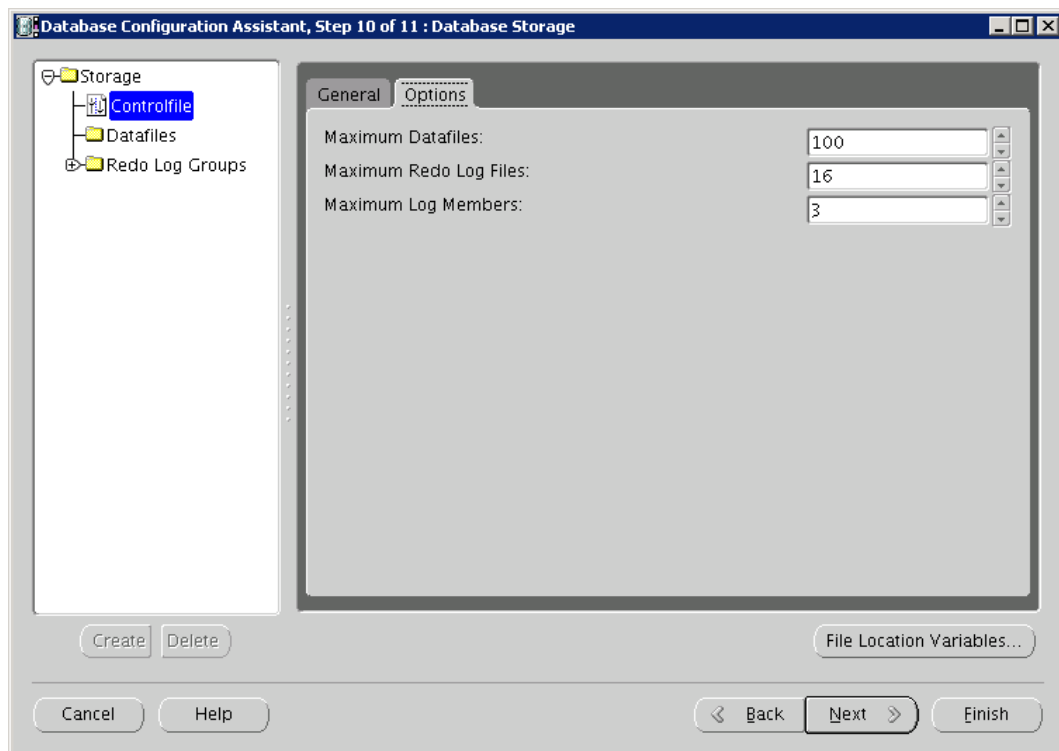 Database Configuration Assistant, Step 10 of 11 : Database Storage
Storage
Controlfile
Datafiles
Redo Log Groups
General
Options
Maximum Datafiles:
100
Maximum Redo Log Files:
16
Maximum Log Members:
3
Create
Delete
File Location Variables...
Cancel
Help
Back
Next
Finish